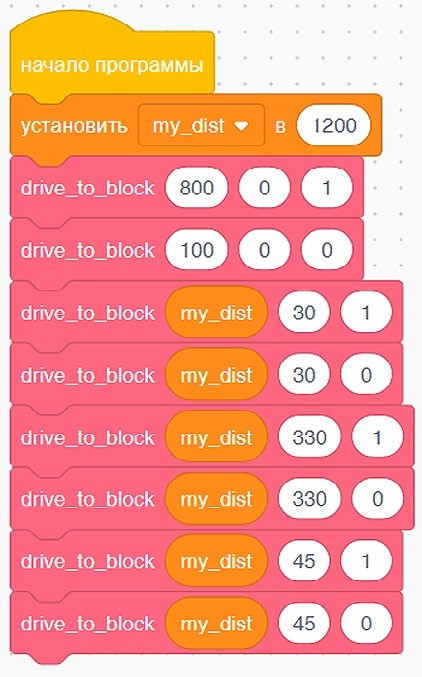 начало программы
установить my_dist в 1200
drive_to_block 800 0 1
drive_to_block 100 0 0
drive_to_block my_dist 30 1
drive_to_block my_dist 30 0
drive_to_block my_dist 330 1
drive_to_block my_dist 330 0
drive_to_block my_dist 45 1
drive_to_block my_dist 45 0